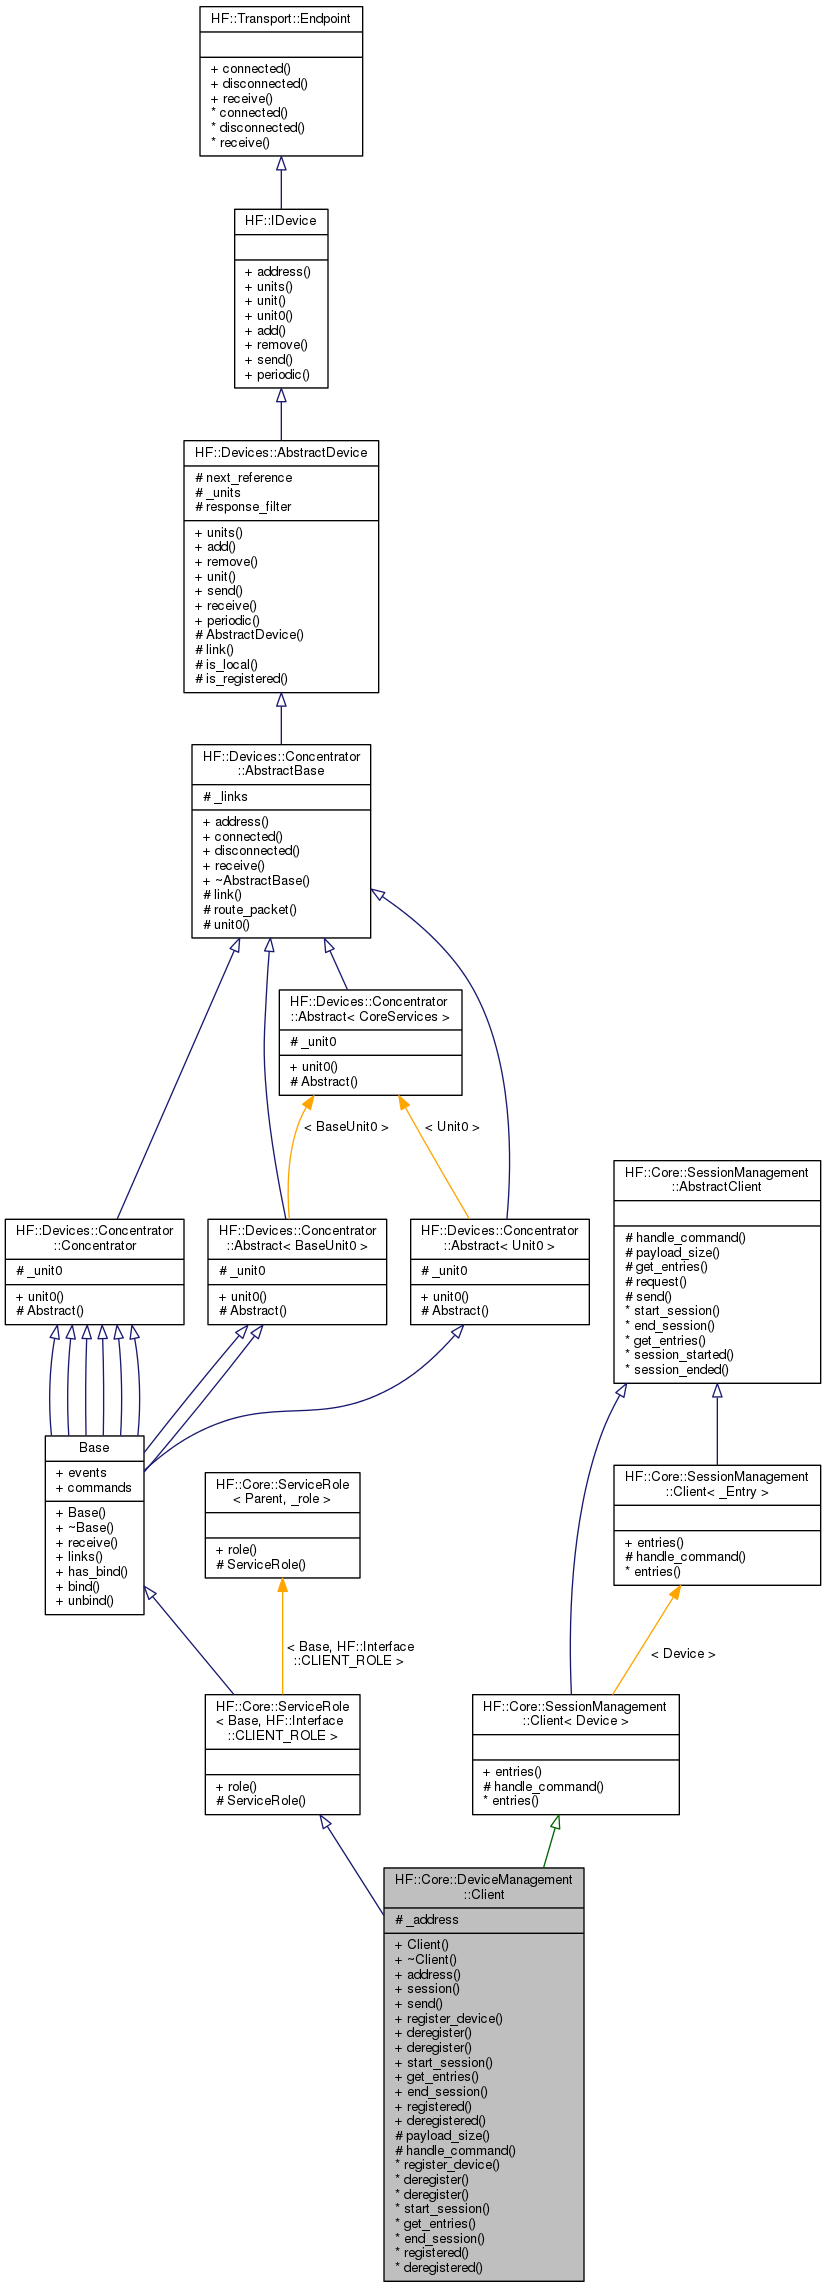 HF::Transport::Endpoint
+ connected()
+ disconnected()
+ receive()
* connected()
* disconnected()
* receive()
HF::IDevice
+ address()
+ units()
+ unit()
+ unit0()
+ add()
+ remove()
+ send()
+ periodic()
HF::Devices::AbstractDevice
# next_reference
# _units
# response_filter
+ units()
+ add()
+ remove()
+ unit()
+ send()
+ receive()
+ periodic()
# AbstractDevice()
# link()
# is_local()
# is_registered()
HF::Devices::Concentrator
::AbstractBase
# _links
+ address()
+ connected()
+ disconnected()
+ receive()
+ ~AbstractBase()
# link()
# route_packet()
# unit0()
HF::Devices::Concentrator
::Abstract< CoreServices >
# _unit0
+ unit0()
# Abstract()
< BaseUnit0 >
< Unit0 >
HF::Core::SessionManagement
::AbstractClient
# handle_command()
# payload_size()
# get_entries()
# request()
# send()
* start_session()
* end_session()
* get_entries()
* session_started()
* session_ended()
HF::Devices::Concentrator
::Concentrator
# _unit0
+ unit0()
# Abstract()
HF::Devices::Concentrator
::Abstract< BaseUnit0 >
# _unit0
+ unit0()
# Abstract()
HF::Devices::Concentrator
::Abstract< Unit0 >
# _unit0
+ unit0()
# Abstract()
Base
+ events
+ commands
+ Base()
+ ~Base()
+ receive()
+ links()
+ has_bind()
+ bind()
+ unbind()
HF::Core::ServiceRole
< Parent, _role >
+ role()
# ServiceRole()
HF::Core::SessionManagement
::Client< _Entry >
+ entries()
# handle_command()
* entries()
< Base, HF::Interface
::CLIENT_ROLE >
< Device >
HF::Core::ServiceRole
< Base, HF::Interface
::CLIENT_ROLE >
+ role()
# ServiceRole()
HF::Core::SessionManagement
::Client< Device >
+ entries()
# handle_command()
* entries()
HF::Core::DeviceManagement
::Client
# _address
+ Client()
+ ~Client()
+ address()
+ session()
+ send()
+ register_device()
+ deregister()
+ deregister()
+ start_session()
+ get_entries()
+ end_session()
+ registered()
+ deregistered()
# payload_size()
# handle_command()
* register_device()
* deregister()
* deregister()
* start_session()
* get_entries()
* end_session()
* registered()
* deregistered()